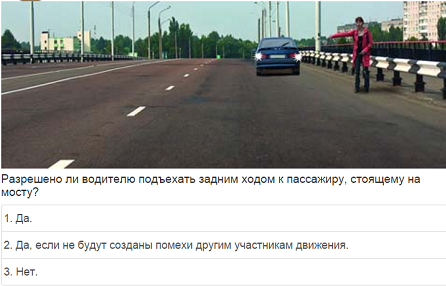 Разрешено ли водителю подъехать задним ходом к пассажиру, стоящему на
мосту?
1. Да.
2. Да, если не будут созданы помехи другим участникам движения.
3. Нет.